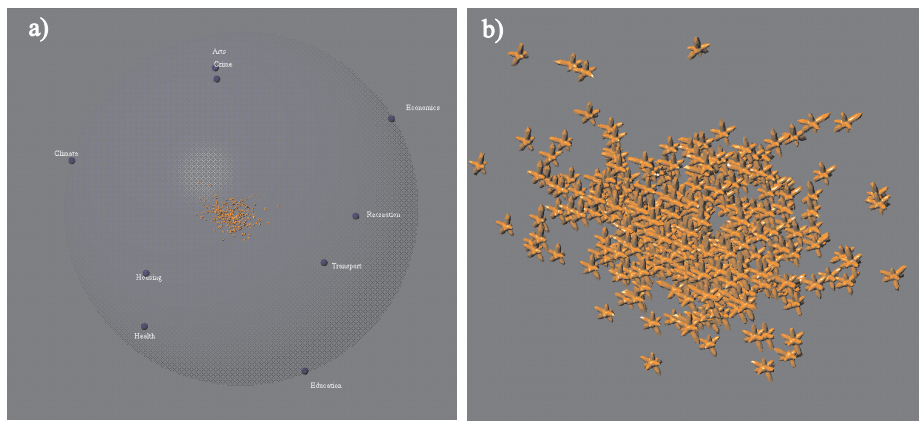 a)
b)
Arts
Crime
Economics
Climate
Recreation
Transport
Housing
Health
Education